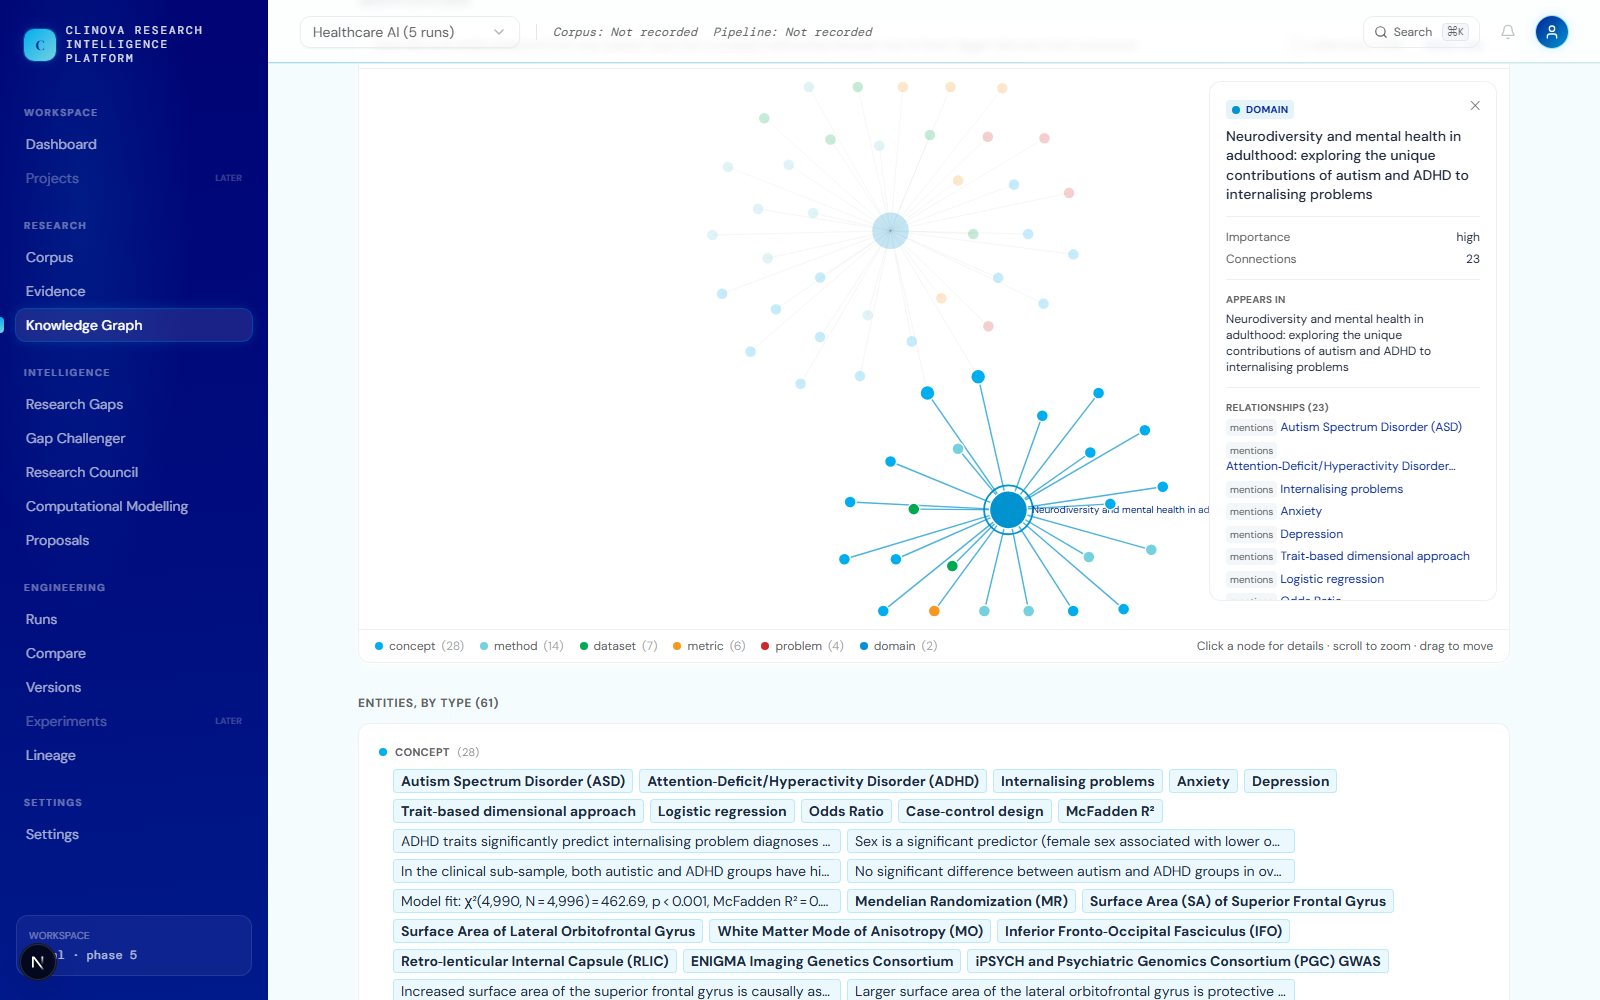 C
CLINOVA RESEARCH
INTELLIGENCE
PLATFORM
WORKSPACE
Dashboard
Projects LATER
RESEARCH
Corpus
Evidence
Knowledge Graph
INTELLIGENCE
Research Gaps
Gap Challenger
Research Council
Computational Modelling
Proposals
ENGINEERING
Runs
Compare
Versions
Experiments LATER
Lineage
SETTINGS
Settings
WORKSPACE
· phase 5
N
Healthcare AI (5 runs)
Corpus: Not recorded Pipeline: Not recorded
Search ⌘K
Neurodiversity and mental health in ad
DOMAIN
Neurodiversity and mental health in
adulthood: exploring the unique
contributions of autism and ADHD to
internalising problems
Importance high
Connections 23
APPEARS IN
Neurodiversity and mental health in
adulthood: exploring the unique
contributions of autism and ADHD to
internalising problems
RELATIONSHIPS (23)
mentions Autism Spectrum Disorder (ASD)
mentions
Attention-Deficit/Hyperactivity Disorder...
mentions Internalising problems
mentions Anxiety
mentions Depression
mentions Trait-based dimensional approach
mentions Logistic regression
mentions Odds Ratio
concept (28) method (14) dataset (7) metric (6) problem (4) domain (2)
Click a node for details · scroll to zoom · drag to move
ENTITIES, BY TYPE (61)
CONCEPT (28)
Autism Spectrum Disorder (ASD) Attention-Deficit/Hyperactivity Disorder (ADHD) Internalising problems Anxiety Depression
Trait-based dimensional approach Logistic regression Odds Ratio Case-control design McFadden R²
ADHD traits significantly predict internalising problem diagnoses ... Sex is a significant predictor (female sex associated with lower o...
In the clinical sub-sample, both autistic and ADHD groups have hi... No significant difference between autism and ADHD groups in ov...
Model fit: χ²(4,990, N = 4,996) = 462.69, p < 0.001, McFadden R² = 0.... Mendelian Randomization (MR) Surface Area (SA) of Superior Frontal Gyrus
Surface Area of Lateral Orbitofrontal Gyrus White Matter Mode of Anisotropy (MO) Inferior Fronto-Occipital Fasciculus (IFO)
Retro-lenticular Internal Capsule (RLIC) ENIGMA Imaging Genetics Consortium iPSYCH and Psychiatric Genomics Consortium (PGC) GWAS
Increased surface area of the superior frontal gyrus is causally as... Larger surface area of the lateral orbitofrontal gyrus is protective ...